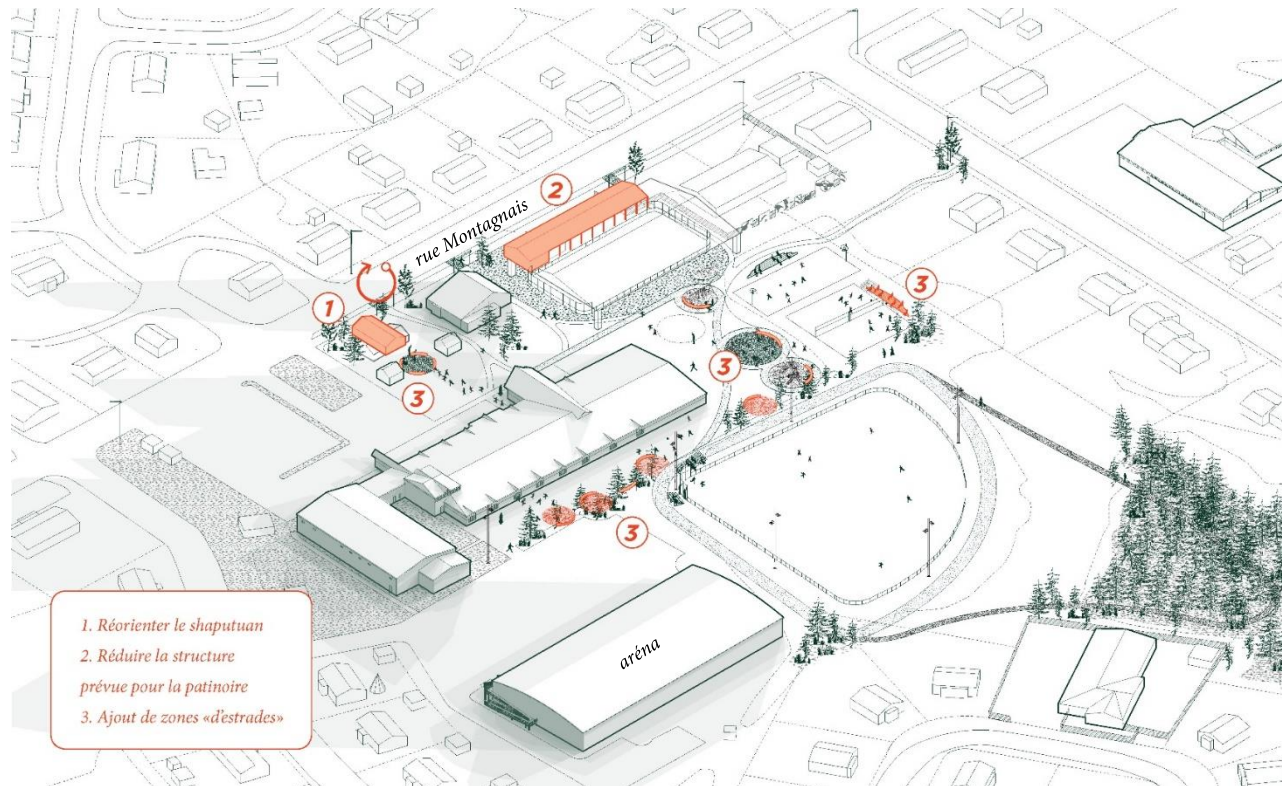 2
rue Montagnais
1
3
3
3
3
aréna
1. Réorienter le shaputuan
2. Réduire la structure
prévue pour la patinoire
3. Ajout de zones «d'estrades»